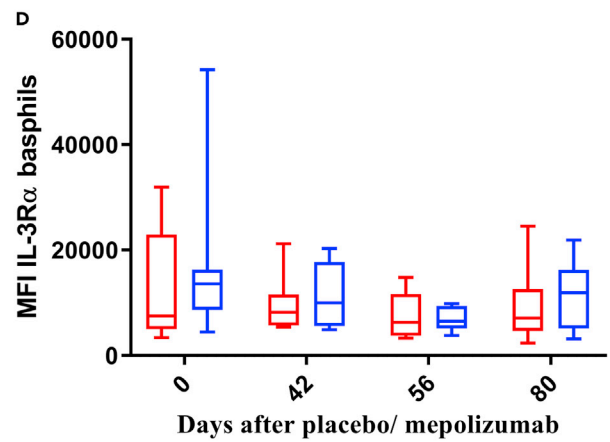 D
MFI IL-3Rα basphils
60000
40000
20000
0
0 42 56 80
Days after placebo/ mepolizumab